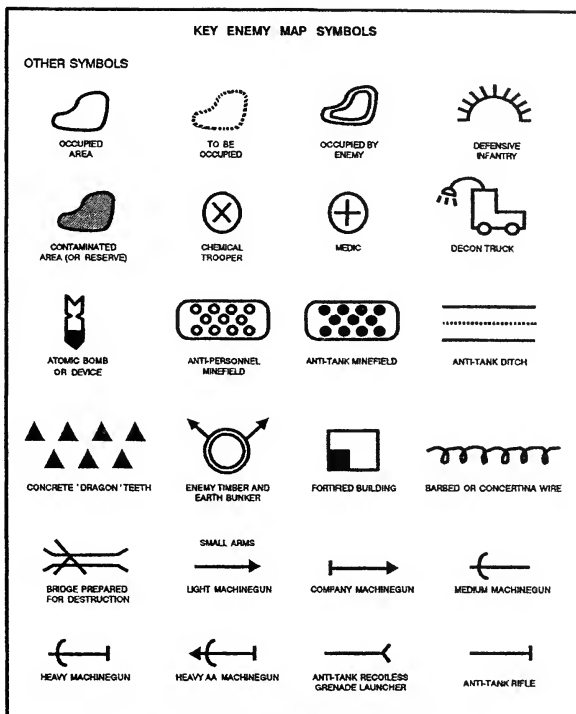 KEY ENEMY MAP SYMBOLS
OTHER SYMBOLS
OCCUPIED
AREA
TO BE
OCCUPIED
OCCUPIED BY
ENEMY
DEFENSIVE
INFANTRY
CONTAMINATED
AREA (OR RESERVE)
CHEMICAL
TROOPER
MEDIC
DECON TRUCK
ATOMIC BOMB
OR DEVICE
ANTI-PERSONNEL
MINEFIELD
ANTI-TANK MINEFIELD
ANTI-TANK DITCH
CONCRETE 'DRAGON' TEETH
ENEMY TIMBER AND
EARTH BUNKER
FORTIFIRED BUILDING
BARBED OR CONCERTINA WIRE
BRIDGE PREPARED
FOR DESTRUCTION
SMALL ARMS
LIGHT MACHINEGUN
COMPANY MACHINEGUN
MEDIUM MACHINEGUN
HEAVY MACHINEGUN
HEAVY AA MACHINEGUN
ANTI-TANK RECOILESS
GRENADE LAUNCHER
ANTI-TANK RIFLE